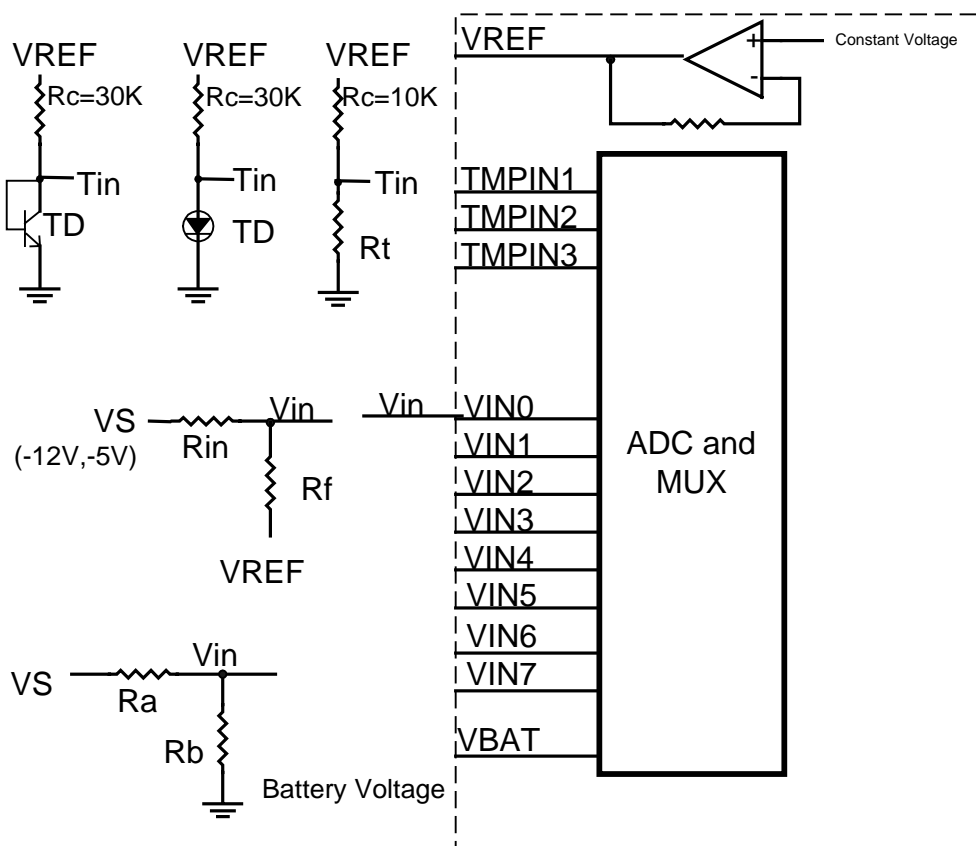 VREF
Constant Voltage
+
-
VREF VREF VREF
Rc=30K Rc=30K Rc=10K
Tin Tin Tin
TD TD Rt
TMPIN1
TMPIN2
TMPIN3
VS
(-12V,-5V)
Rin
Vin
Rf
VREF
Vin
VIN0
VIN1
VIN2
VIN3
VIN4
VIN5
VIN6
VIN7
VBAT
ADC and
MUX
VS
Ra
Vin
Rb
Battery Voltage